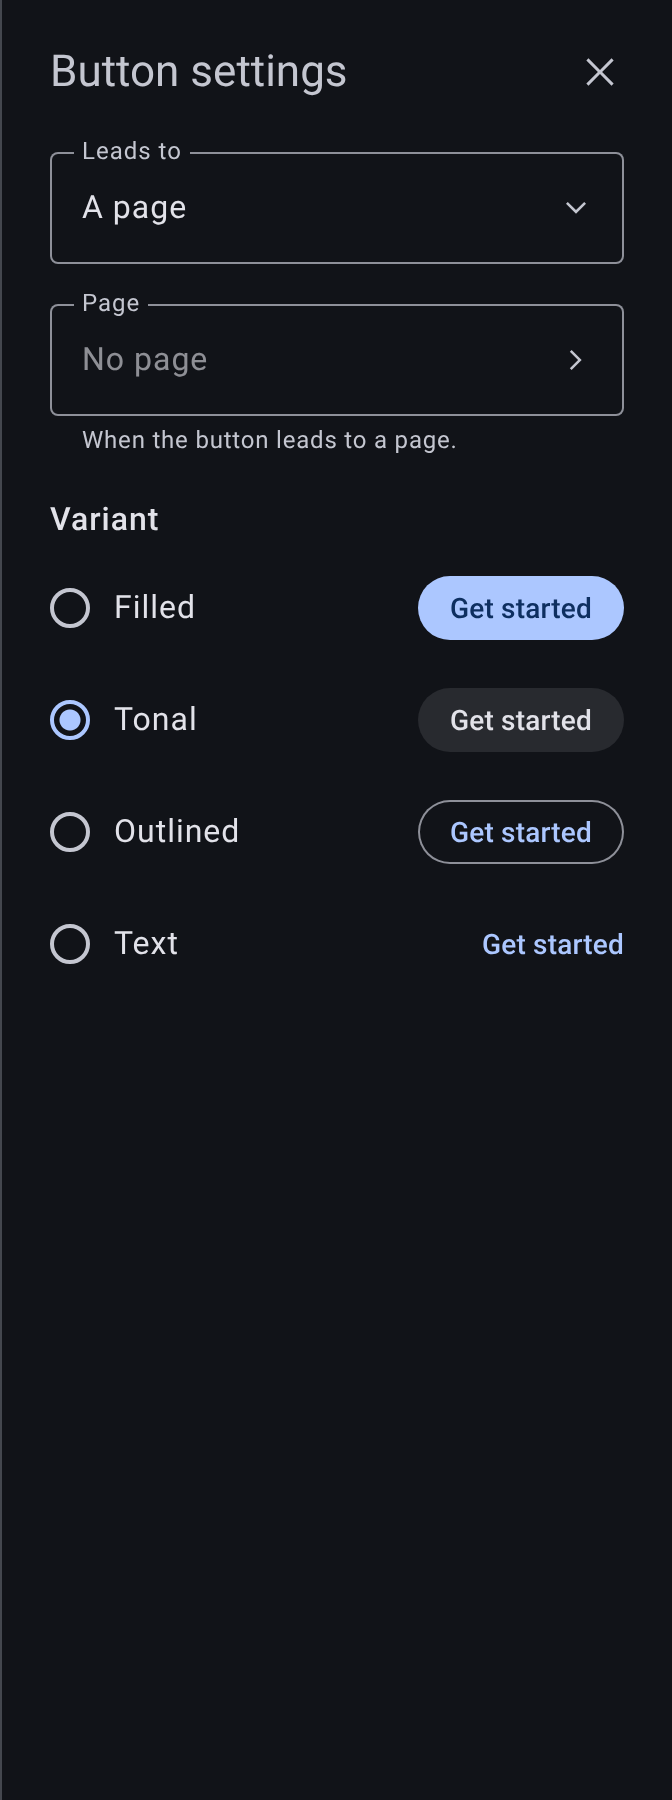 Button settings
Leads to
A page
Page
No page
When the button leads to a page.
Variant
Filled
Get started
Tonal
Get started
Outlined
Get started
Text
Get started